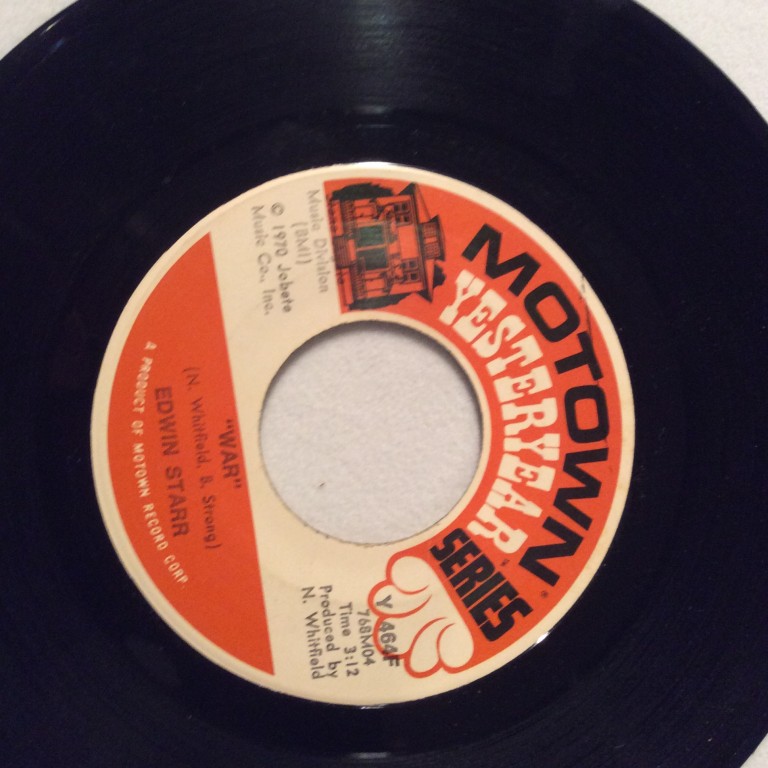 MOTOWN®
YESTERYEAR
SERIES
Music Division
(BMI)
© 1970 Jobete
Music Co., Inc.
Y 464F
768M04
Time 3:12
Produced by
N. Whitfield
"WAR"
(N. Whitfield, B. Strong)
EDWIN STARR
A PRODUCT OF MOTOWN RECORD CORP.